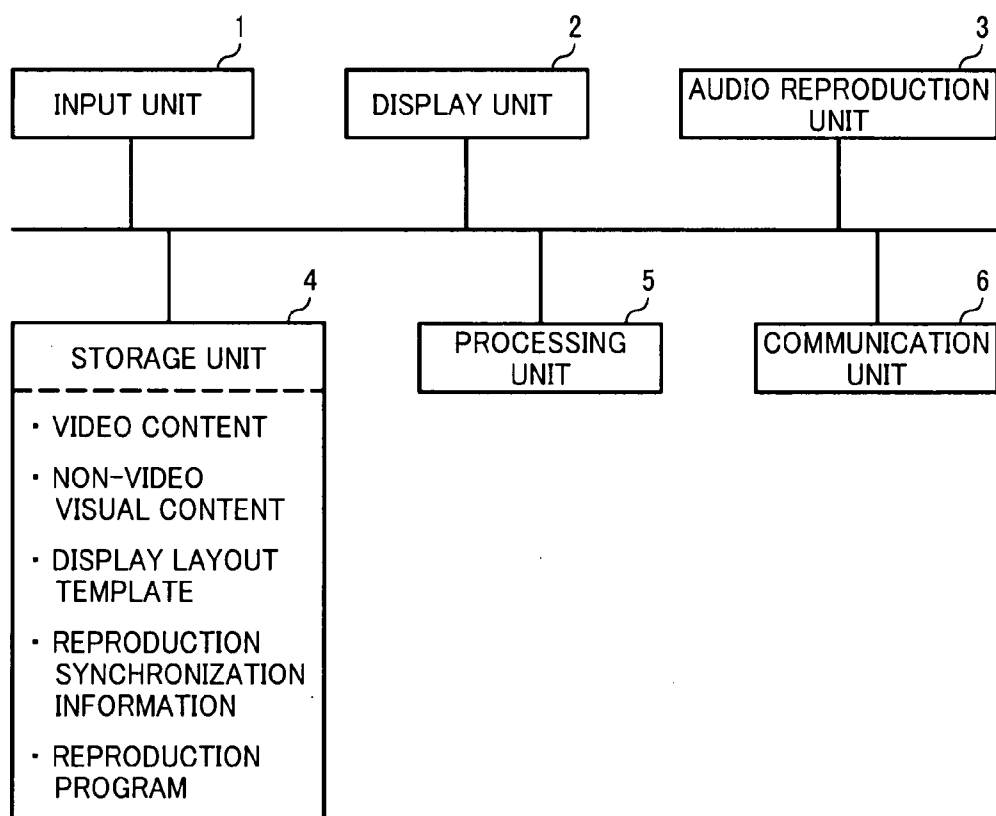 1
INPUT UNIT
2
DISPLAY UNIT
3
AUDIO REPRODUCTION
UNIT
4
STORAGE UNIT
・VIDEO CONTENT
・NON-VIDEO
VISUAL CONTENT
・DISPLAY LAYOUT
TEMPLATE
・REPRODUCTION
SYNCHRONIZATION
INFORMATION
・REPRODUCTION
PROGRAM
5
PROCESSING
UNIT
6
COMMUNICATION
UNIT